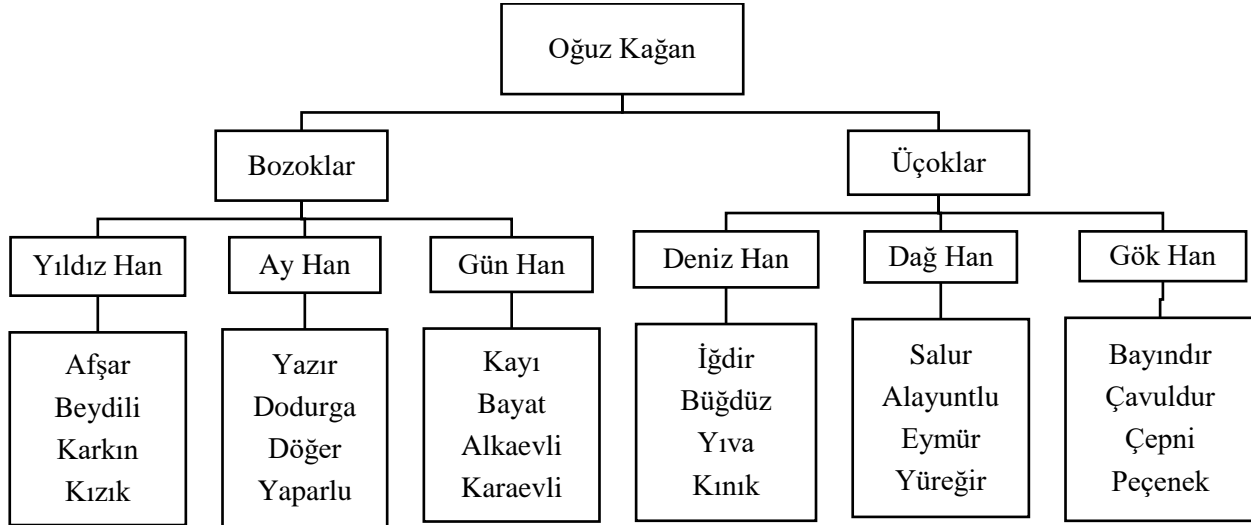 Oğuz Kağan
Bozoklar
Üçoklar
Yıldız Han
Ay Han
Gün Han
Deniz Han
Dağ Han
Gök Han
Afşar
Beydili
Karkın
Kızık
Yazır
Dodurga
Döğer
Yaparlu
Kayı
Bayat
Alkaevli
Karaevli
İğdir
Büğdüz
Yıva
Kınık
Salur
Alayuntlu
Eymür
Yüreğir
Bayındır
Çavuldur
Çepni
Peçenek